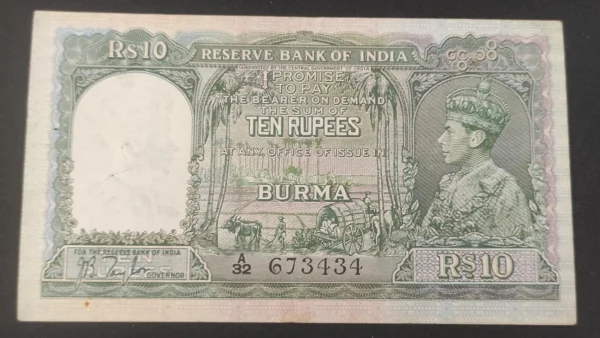 Rs 10
RESERVE BANK OF INDIA
I PROMISE
TO PAY
THE BEARER ON DEMAND
THE SUM OF
TEN RUPEES
AT ANY OFFICE OF ISSUE IN
BURMA
FOR THE RESERVE BANK OF INDIA
J.B. Taylor
GOVERNOR
A/32 673434
Rs 10